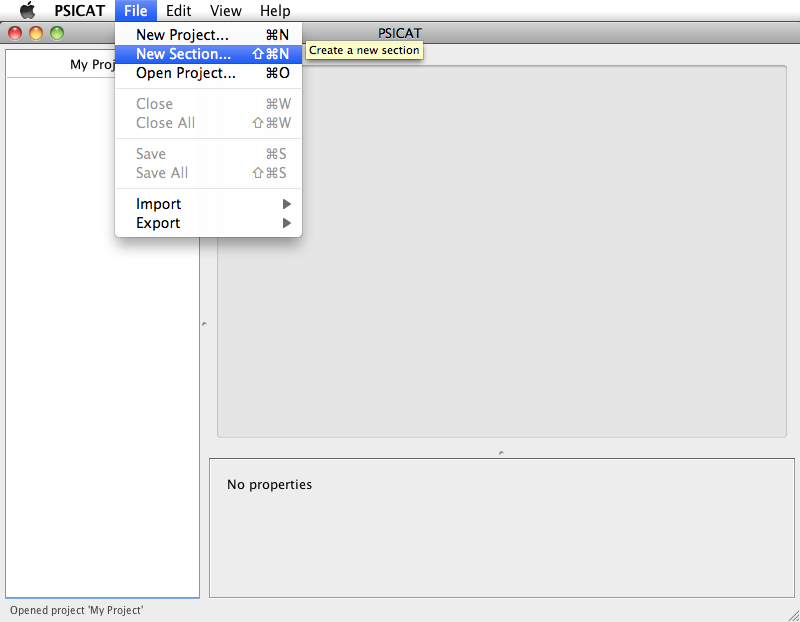 PSICAT File Edit View Help
PSICAT
New Project... ⌘N
New Section... ⇧⌘N
Create a new section
Open Project... ⌘O
Close ⌘W
Close All ⇧⌘W
Save ⌘S
Save All ⇧⌘S
Import
Export
My Proj
No properties
Opened project 'My Project'